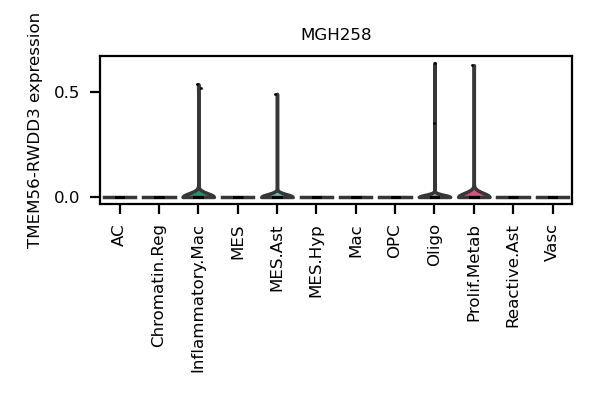 MGH258
TMEM56-RWDD3 expression
0.5
0.0
AC
Chromatin.Reg
Inflammatory.Mac
MES
MES.Ast
MES.Hyp
Mac
OPC
Oligo
Prolif.Metab
Reactive.Ast
Vasc